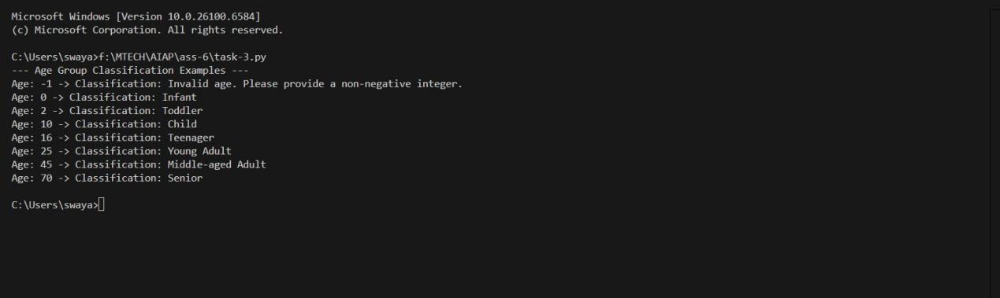 Microsoft Windows [Version 10.0.26100.6584]
(c) Microsoft Corporation. All rights reserved.
C:\Users\swaya>f:\MTECH\AIAP\ass-6\task-3.py
--- Age Group Classification Examples ---
Age: -1 -> Classification: Invalid age. Please provide a non-negative integer.
Age: 0 -> Classification: Infant
Age: 2 -> Classification: Toddler
Age: 10 -> Classification: Child
Age: 16 -> Classification: Teenager
Age: 25 -> Classification: Young Adult
Age: 45 -> Classification: Middle-aged Adult
Age: 70 -> Classification: Senior
C:\Users\swaya>